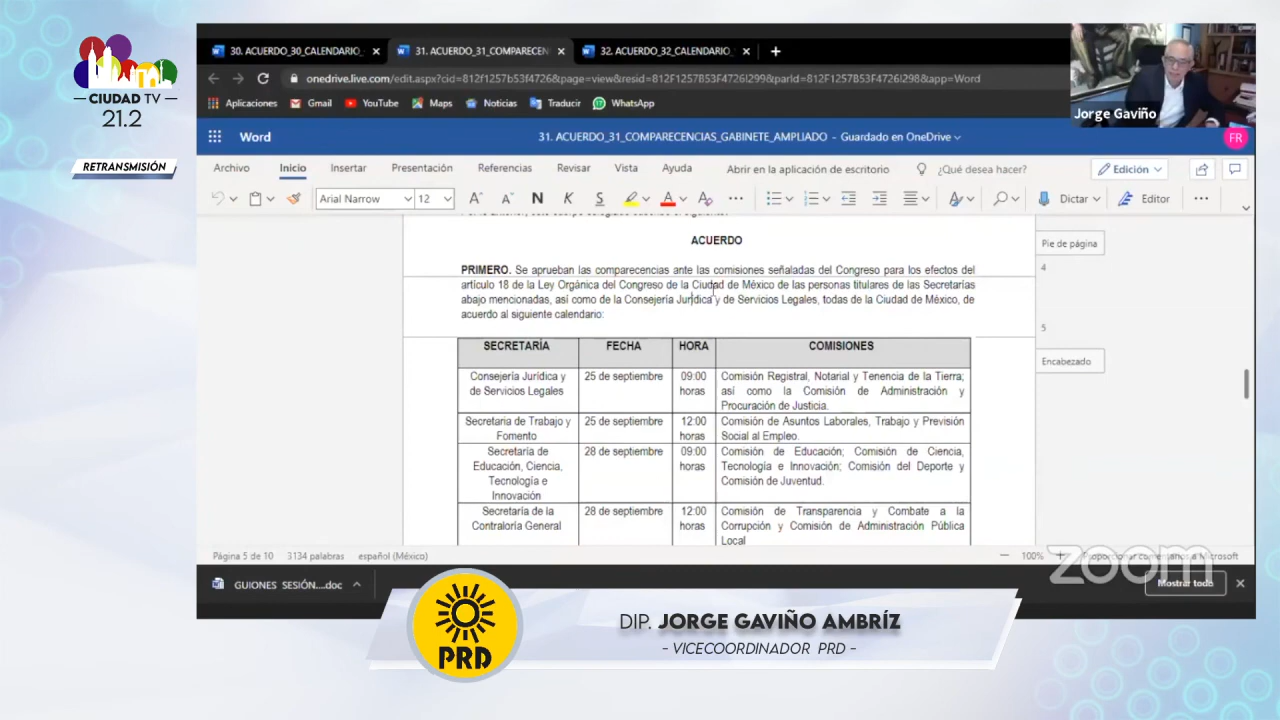 CIUDAD TV
21.2
RETRANSMISIÓN
30. ACUERDO_30_CALENDARIO_
31. ACUERDO_31_COMPARECEN
32. ACUERDO_32_CALENDARIO_
onedrive.live.com/edit.aspx?cid=812f1257b53f4726&page=view&resid=812F1257B53F4726!299&parId=812F1257B53F4726!298&app=Word
Aplicaciones Gmail YouTube Maps Noticias Traducir WhatsApp
Jorge Gaviño
Word 31. ACUERDO_31_COMPARECENCIAS_GABINETE_AMPLIADO - Guardado en OneDrive FR
Archivo Inicio Insertar Presentación Referencias Revisar Vista Ayuda Abrir en la aplicación de escritorio ¿Qué desea hacer? Edición
Arial Narrow 12 N K S Dictar Editor
ACUERDO
Pie de página
4
PRIMERO. Se aprueban las comparecencias ante las comisiones señaladas del Congreso para los efectos del
artículo 18 de la Ley Orgánica del Congreso de la Ciudad de México de las personas titulares de las Secretarías
abajo mencionadas, así como de la Consejería Jurídica y de Servicios Legales, todas de la Ciudad de México, de
acuerdo al siguiente calendario:
5
Encabezado
SECRETARÍA FECHA HORA COMISIONES
Consejería Jurídica y 25 de septiembre 09:00 Comisión Registral, Notarial y Tenencia de la Tierra;
de Servicios Legales horas así como la Comisión de Administración y
Procuración de Justicia.
Secretaria de Trabajo y 25 de septiembre 12:00 Comisión de Asuntos Laborales, Trabajo y Previsión
Fomento horas Social al Empleo.
Secretaría de 28 de septiembre 09:00 Comisión de Educación; Comisión de Ciencia,
Educación, Ciencia, horas Tecnología e Innovación; Comisión del Deporte y
Tecnología e Comisión de Juventud.
Innovación
Secretaría de la 28 de septiembre 12:00 Comisión de Transparencia y Combate a la
Contraloría General horas Corrupción y Comisión de Administración Pública
Local
Página 5 de 10 3134 palabras español (México) 100% Proporcionar comentarios a Microsoft
zoom
GUIONES SESIÓN....doc Mostrar todo
PRD
DIP. JORGE GAVIÑO AMBRÍZ
- VICECOORDINADOR PRD -